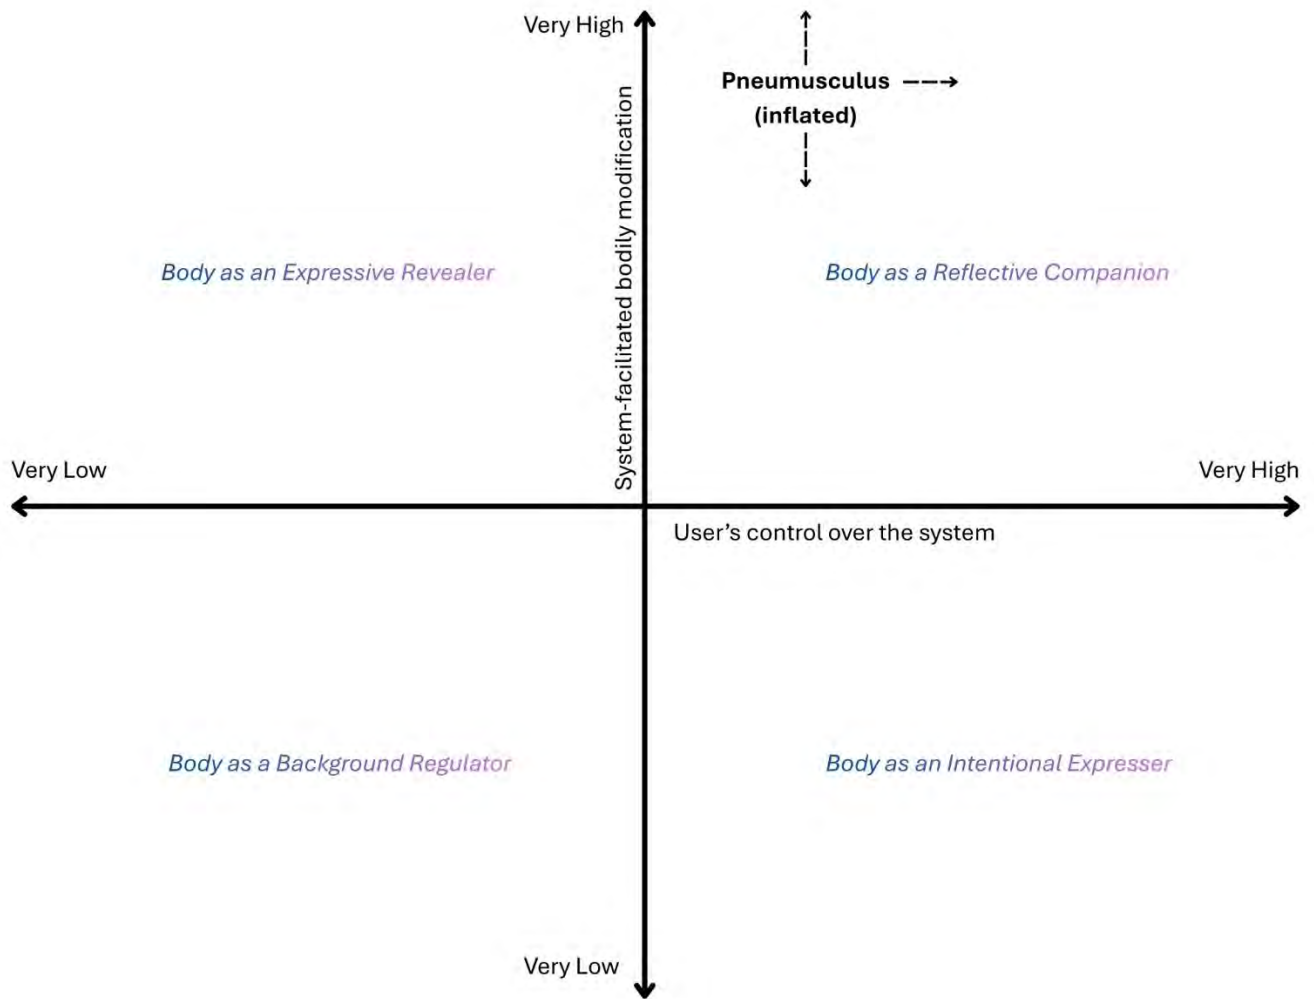 Very High
Pneumusculus
(inflated)
System-facilitated bodily modification
Body as an Expressive Revealer
Body as a Reflective Companion
Very Low
Very High
User’s control over the system
Body as a Background Regulator
Body as an Intentional Expresser
Very Low